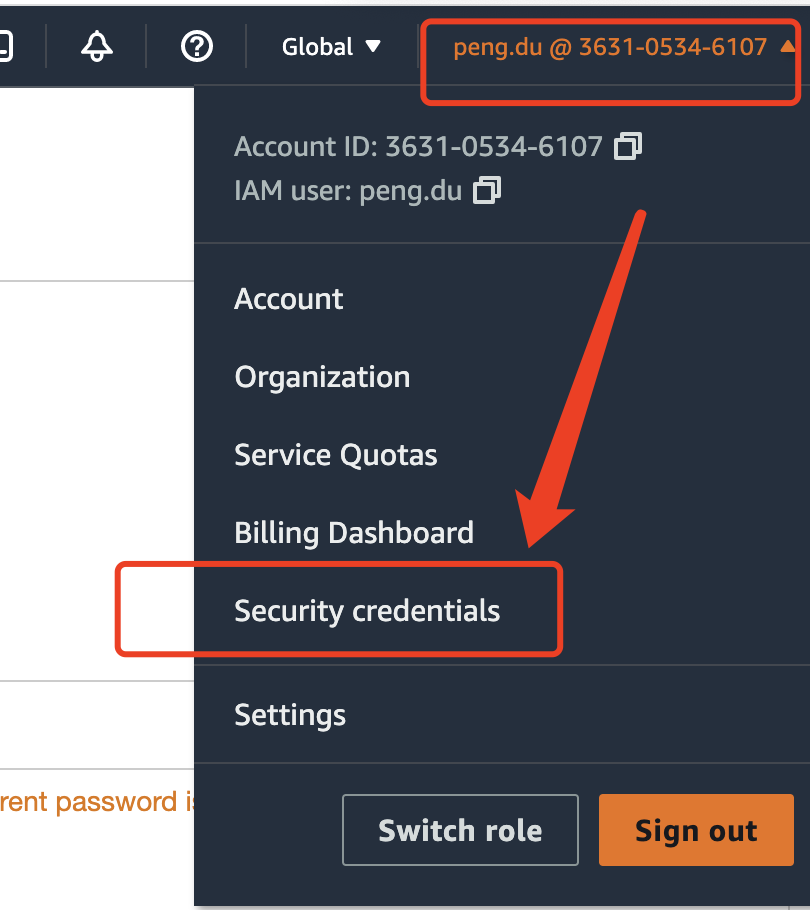 Global
peng.du @ 3631-0534-6107
Account ID: 3631-0534-6107
IAM user: peng.du
Account
Organization
Service Quotas
Billing Dashboard
Security credentials
Settings
rent password is
Switch role
Sign out